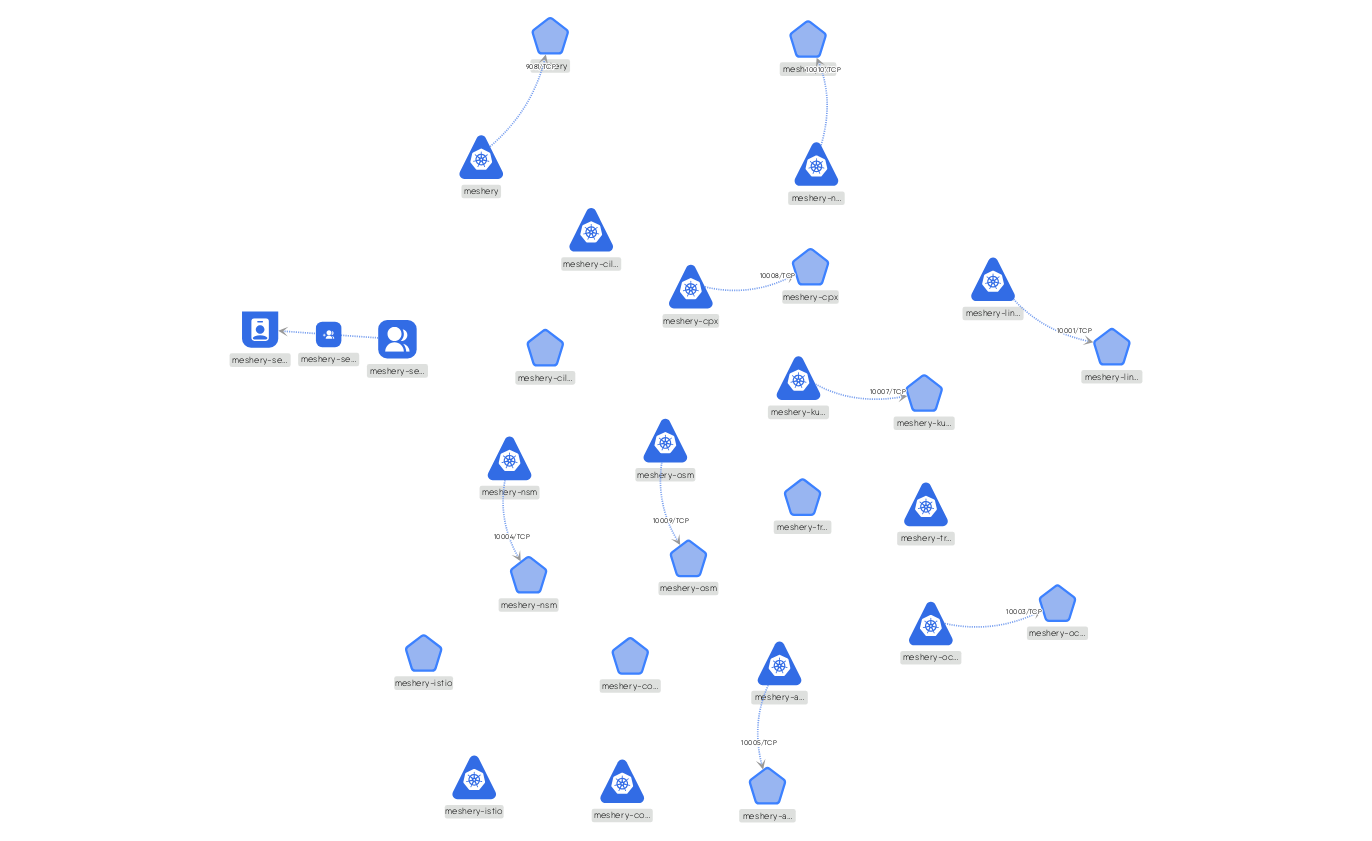 9081/TCP
10010/TCP
meshery
meshery-n...
meshery-cil...
10008/TCP
meshery-cpx
meshery-cpx
meshery-lin...
10001/TCP
meshery-lin...
meshery-se...
meshery-se...
meshery-se...
meshery-cil...
10007/TCP
meshery-ku...
meshery-ku...
meshery-nsm
meshery-osm
10004/TCP
10009/TCP
meshery-tr...
meshery-tr...
meshery-nsm
meshery-osm
10003/TCP
meshery-oc...
meshery-oc...
meshery-istio
meshery-co...
meshery-a...
10005/TCP
meshery-istio
meshery-co...
meshery-a...